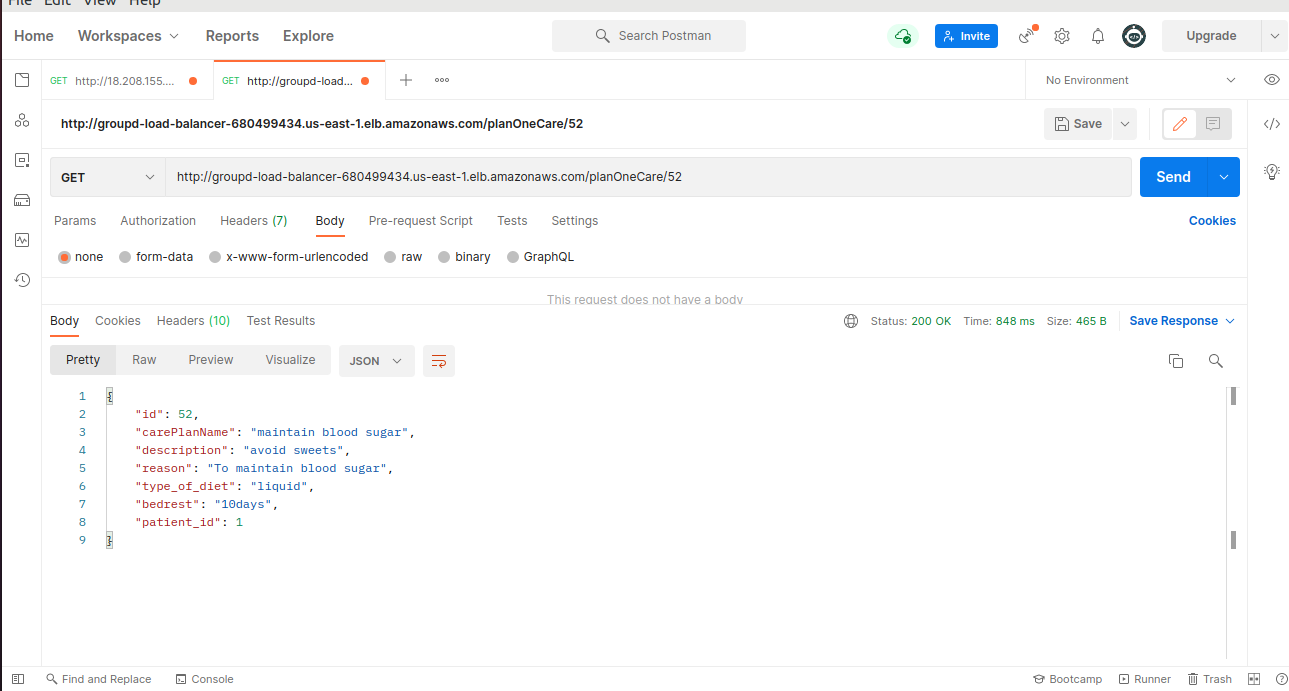 File Edit View Help
Home Workspaces Reports Explore Search Postman Invite Upgrade
GET http://18.208.155.... GET http://groupd-load... No Environment
http://groupd-load-balancer-680499434.us-east-1.elb.amazonaws.com/planOneCare/52 Save
GET http://groupd-load-balancer-680499434.us-east-1.elb.amazonaws.com/planOneCare/52 Send
Params Authorization Headers (7) Body Pre-request Script Tests Settings Cookies
none form-data x-www-form-urlencoded raw binary GraphQL
This request does not have a body
Body Cookies Headers (10) Test Results Status: 200 OK Time: 848 ms Size: 465 B Save Response
Pretty Raw Preview Visualize JSON
1 {
2 "id": 52,
3 "carePlanName": "maintain blood sugar",
4 "description": "avoid sweets",
5 "reason": "To maintain blood sugar",
6 "type_of_diet": "liquid",
7 "bedrest": "10days",
8 "patient_id": 1
9 }
Find and Replace Console Bootcamp Runner Trash